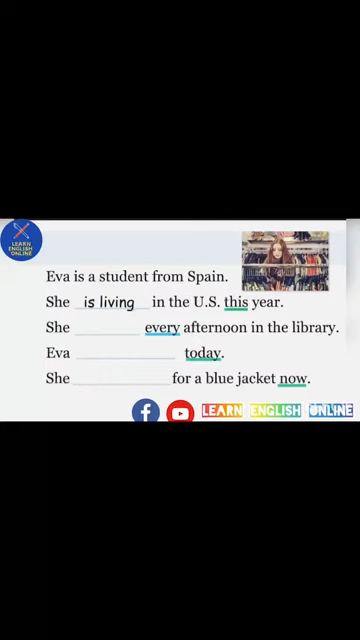 LEARN
ENGLISH
ONLINE
Eva is a student from Spain.
She is living in the U.S. this year.
She every afternoon in the library.
Eva today.
She for a blue jacket now.
LEARN ENGLISH ONLINE